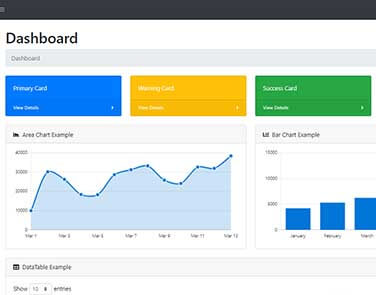 Dashboard
Dashboard
Primary Card
Warning Card
Success Card
View Details
View Details
View Details
Area Chart Example
Bar Chart Example
40000
30000
20000
10000
0
Mar 1
Mar 3
Mar 5
Mar 7
Mar 9
Mar 11
Mar 13
15000
10000
5000
0
January
February
March
DataTable Example
Show 10 entries